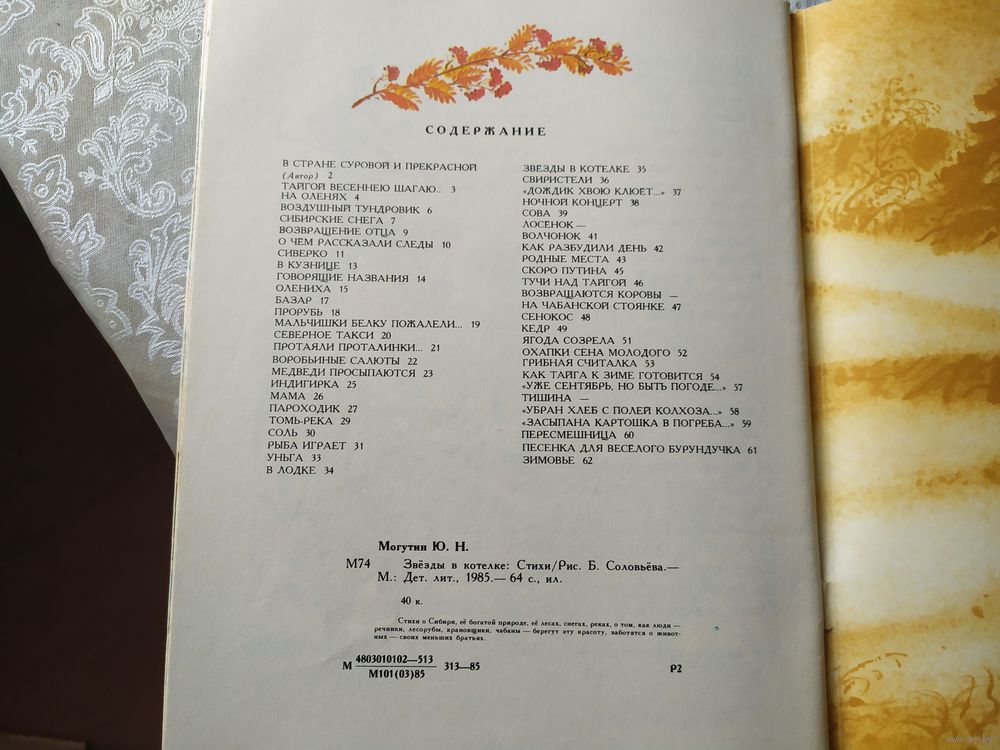 СОДЕРЖАНИЕ
В СТРАНЕ СУРОВОЙ И ПРЕКРАСНОЙ
(Автор) 2
ТАЙГОЙ ВЕСЕННЕЮ ШАГАЮ... 3
НА ОЛЕНЯХ 4
ВОЗДУШНЫЙ ТУНДРОВИК 6
СИБИРСКИЕ СНЕГА 7
ВОЗВРАЩЕНИЕ ОТЦА 9
О ЧЁМ РАССКАЗАЛИ СЛЕДЫ 10
СИВЕРКО 11
В КУЗНИЦЕ 13
ГОВОРЯЩИЕ НАЗВАНИЯ 14
ОЛЕНИХА 15
БАЗАР 17
ПРОРУБЬ 18
МАЛЬЧИШКИ БЕЛКУ ПОЖАЛЕЛИ... 19
СЕВЕРНОЕ ТАКСИ 20
ПРОТАЯЛИ ПРОТАЛИНКИ... 21
ВОРОБЬИНЫЕ САЛЮТЫ 22
МЕДВЕДИ ПРОСЫПАЮТСЯ 23
ИНДИГИРКА 25
МАМА 26
ПАРОХОДИК 27
ТОМЬ-РЕКА 29
СОЛЬ 30
РЫБА ИГРАЕТ 31
УНЬГА 33
В ЛОДКЕ 34
ЗВЁЗДЫ В КОТЕЛКЕ 35
СВИРИСТЕЛИ 36
«ДОЖДИК ХВОЮ КЛЮЁТ...» 37
НОЧНОЙ КОНЦЕРТ 38
СОВА 39
ЛОСЁНОК —
ВОЛЧОНОК 41
КАК РАЗБУДИЛИ ДЕНЬ 42
РОДНЫЕ МЕСТА 43
СКОРО ПУТИНА 45
ТУЧИ НАД ТАЙГОЙ 46
ВОЗВРАЩАЮТСЯ КОРОВЫ —
НА ЧАБАНСКОЙ СТОЯНКЕ 47
СЕНОКОС 48
КЕДР 49
ЯГОДА СОЗРЕЛА 51
ОХАПКИ СЕНА МОЛОДОГО 52
ГРИБНАЯ СЧИТАЛКА 53
КАК ТАЙГА К ЗИМЕ ГОТОВИТСЯ 54
«УЖЕ СЕНТЯБРЬ, НО БЫТЬ ПОГОДЕ...» 57
ТИШИНА —
«УБРАН ХЛЕБ С ПОЛЕЙ КОЛХОЗА...» 58
«ЗАСЫПАНА КАРТОШКА В ПОГРЕБА...» 59
ПЕРЕСМЕШНИЦА 60
ПЕСЕНКА ДЛЯ ВЕСЁЛОГО БУРУНДУЧКА 61
ЗИМОВЬЕ 62
Могутин Ю. Н.
М74 Звёзды в котелке: Стихи/Рис. Б. Соловьёва.—
М.: Дет. лит., 1985.— 64 с., ил.
40 к.
Стихи о Сибири, её богатой природе, её лесах, снегах, реках, о том, как люди —
речники, лесорубы, крановщики, чабаны — берегут эту красоту, заботятся о живот-
ных — своих меньших братьях.
М 4803010102—513 313—85
М101(03)85
Р2
www.ay.by